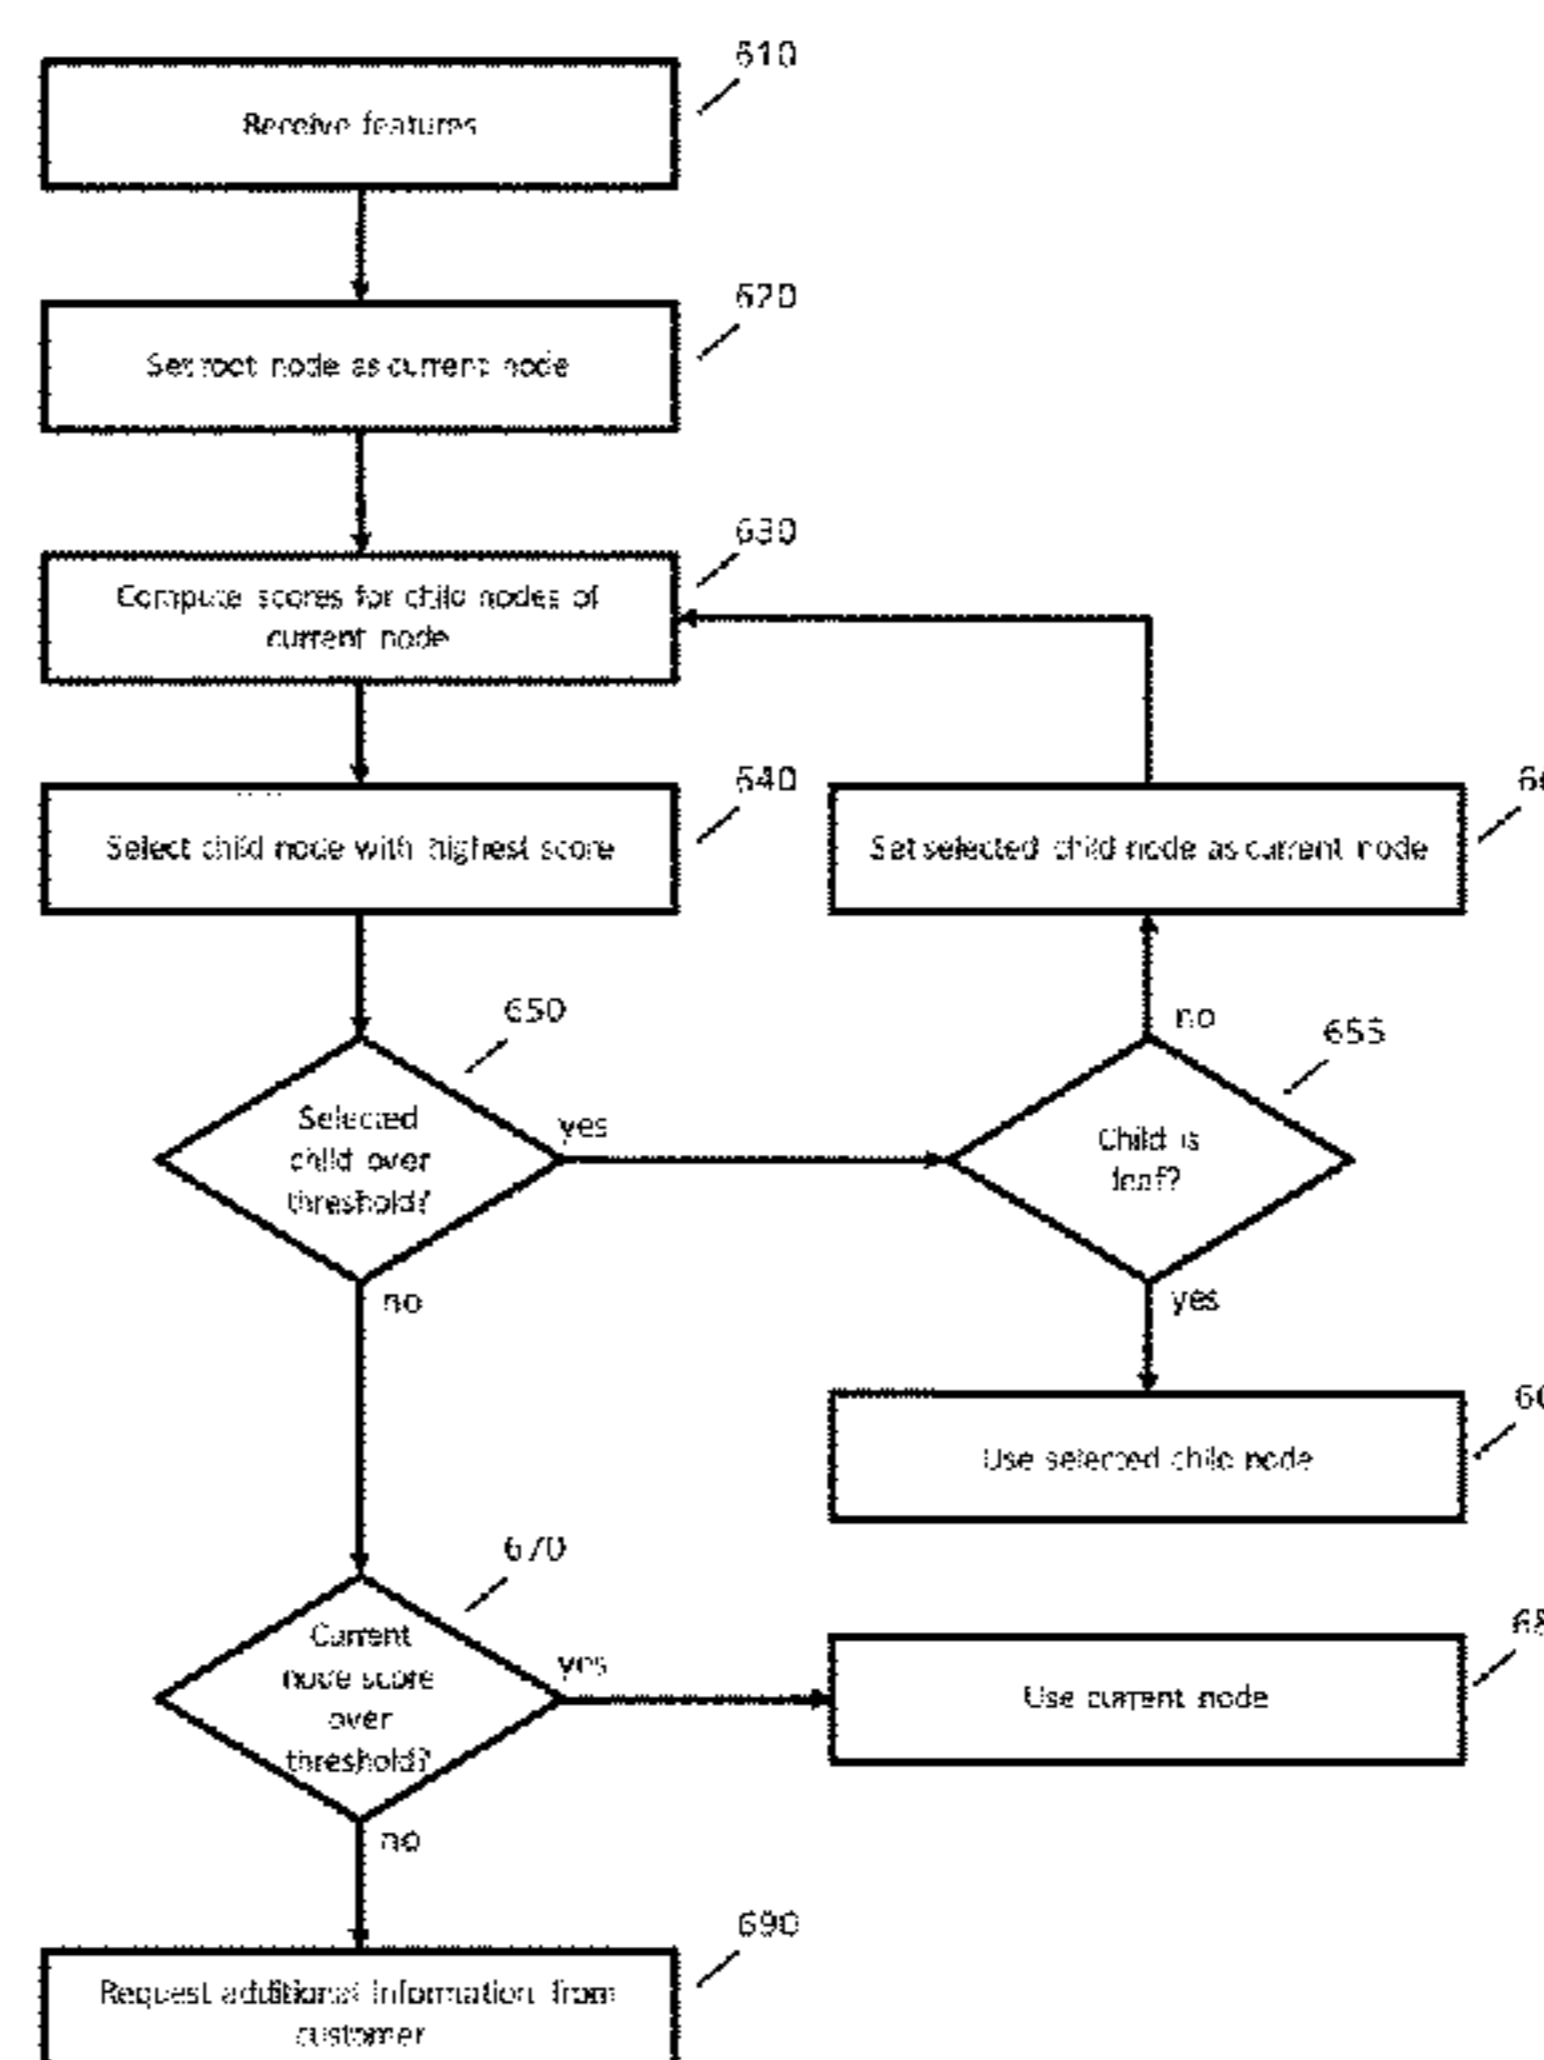 610
Receive features
620
Set root node as current node
630
Compute scores for child nodes of
current node
640
Select child node with highest score
Set selected child node as current node
650
Selected
child over
threshold?
yes
no
655
Child is
leaf?
no
yes
Use selected child node
670
Current
node score
over
threshold?
yes
no
Use current node
690
Request additional information from
customer